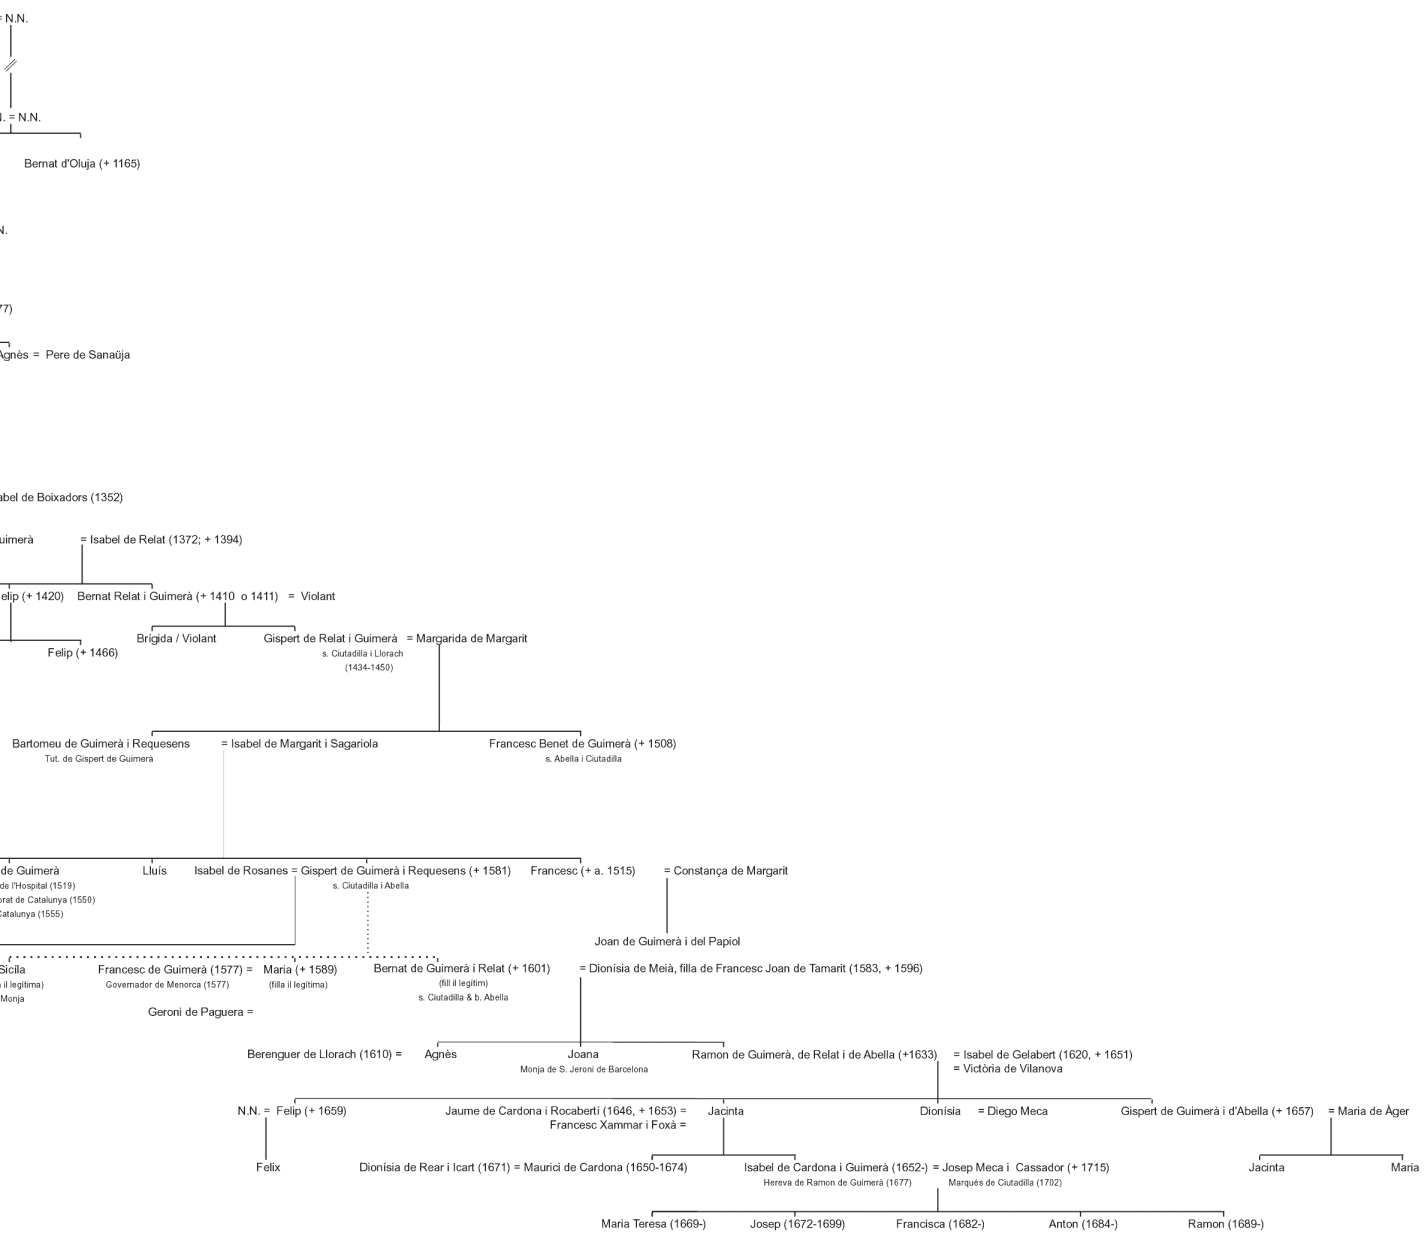 = N.N.
. = N.N.
Bernat d'Oluja (+ 1165)
N.
77)
Agnès = Pere de Sanaüja
abel de Boixadors (1352)
uimerà = Isabel de Relat (1372; + 1394)
elip (+ 1420) Bernat Relat i Guimerà (+ 1410 o 1411) = Violant
Brígida / Violant Gispert de Relat i Guimerà = Margarida de Margarit
Felip (+ 1466) s. Ciutadilla i Llorach
(1434-1450)
Bartomeu de Guimerà i Requesens = Isabel de Margarit i Sagariola Francesc Benet de Guimerà (+ 1508)
Tut. de Gispert de Guimerà s. Abella i Ciutadilla
de Guimerà Lluís Isabel de Rosanes = Gispert de Guimerà i Requesens (+ 1581) Francesc (+ a. 1515) = Constança de Margarit
de l'Hospital (1519) s. Ciutadilla i Abella
orat de Catalunya (1550)
Catalunya (1555)
Joan de Guimerà i del Papiol
Sicíla Francesc de Guimerà (1577) = Maria (+ 1589) Bernat de Guimerà i Relat (+ 1601) = Dionísia de Meià, filla de Francesc Joan de Tamarit (1583, + 1596)
a il legítima) Governador de Menorca (1577) (filla il legítima) (fill il legítim)
Monja s. Ciutadilla & b. Abella
Geroni de Paguera =
Berenguer de Llorach (1610) = Agnès Joana Ramon de Guimerà, de Relat i de Abella (+1633) = Isabel de Gelabert (1620, + 1651)
Monja de S. Jeroni de Barcelona = Victòria de Vilanova
N.N. = Felip (+ 1659) Jaume de Cardona i Rocabertí (1646, + 1653) = Jacinta Dionísia = Diego Meca Gispert de Guimerà i d'Abella (+ 1657) = Maria de Àger
Francesc Xammar i Foxà =
Felix Dionísia de Rear i Icart (1671) = Maurici de Cardona (1650-1674) Isabel de Cardona i Guimerà (1652-) = Josep Meca i Cassador (+ 1715) Jacinta Maria
Hereva de Ramon de Guimerà (1677) Marqués de Ciutadilla (1702)
Maria Teresa (1669-) Josep (1672-1699) Francisca (1682-) Anton (1684-) Ramon (1689-)